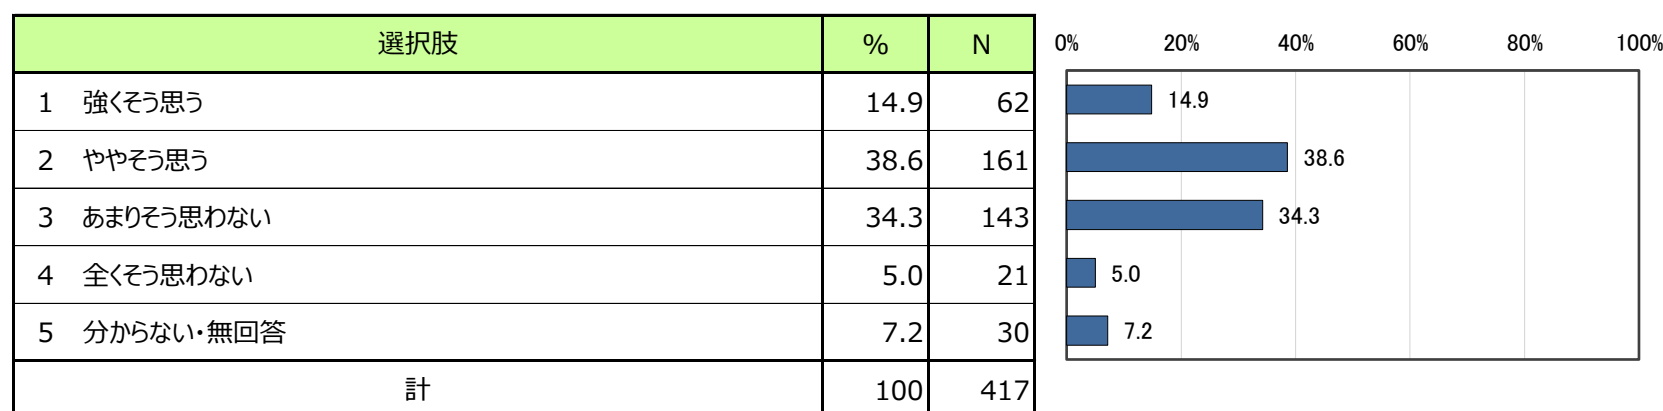 選択肢 % N
1 強くそう思う 14.9 62
2 ややそう思う 38.6 161
3 あまりそう思わない 34.3 143
4 全くそう思わない 5.0 21
5 分からない・無回答 7.2 30
計 100 417
0% 20% 40% 60% 80% 100%
14.9
38.6
34.3
5.0
7.2